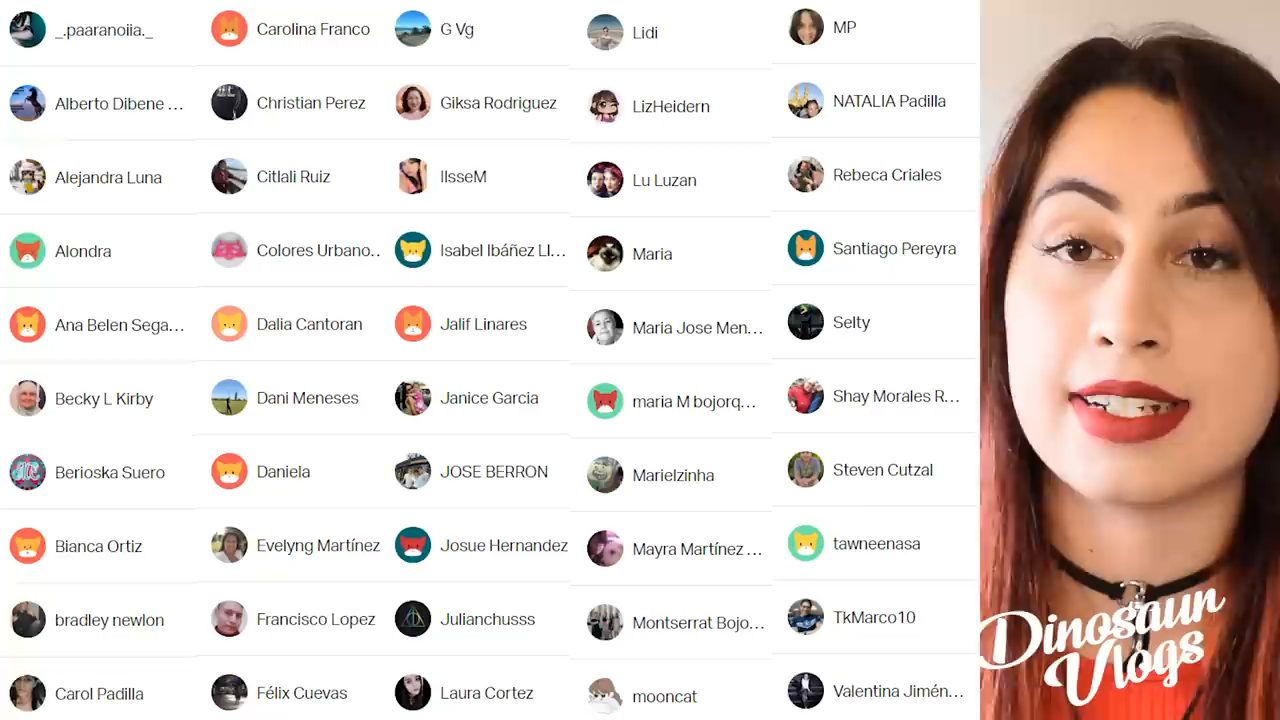 _.paaranoiia._
Alberto Dibene ...
Alejandra Luna
Alondra
Ana Belen Sega...
Becky L Kirby
Berioska Suero
Bianca Ortiz
bradley newlon
Carol Padilla
Carolina Franco
Christian Perez
Citlali Ruiz
Colores Urbano..
Dalia Cantoran
Dani Meneses
Daniela
Evelyng Martínez
Francisco Lopez
Félix Cuevas
G Vg
Giksa Rodriguez
IlsseM
Isabel Ibáñez Ll...
Jalif Linares
Janice Garcia
JOSE BERRON
Josue Hernandez
Julianchusss
Laura Cortez
Lidi
LizHeidern
Lu Luzan
Maria
Maria Jose Men...
maria M bojorq...
Marielzinha
Mayra Martínez ...
Montserrat Bojo...
mooncat
MP
NATALIA Padilla
Rebeca Criales
Santiago Pereyra
Selty
Shay Morales R...
Steven Cutzal
tawneenasa
TkMarco10
Valentina Jimén...
Dinosaur
Vlogs